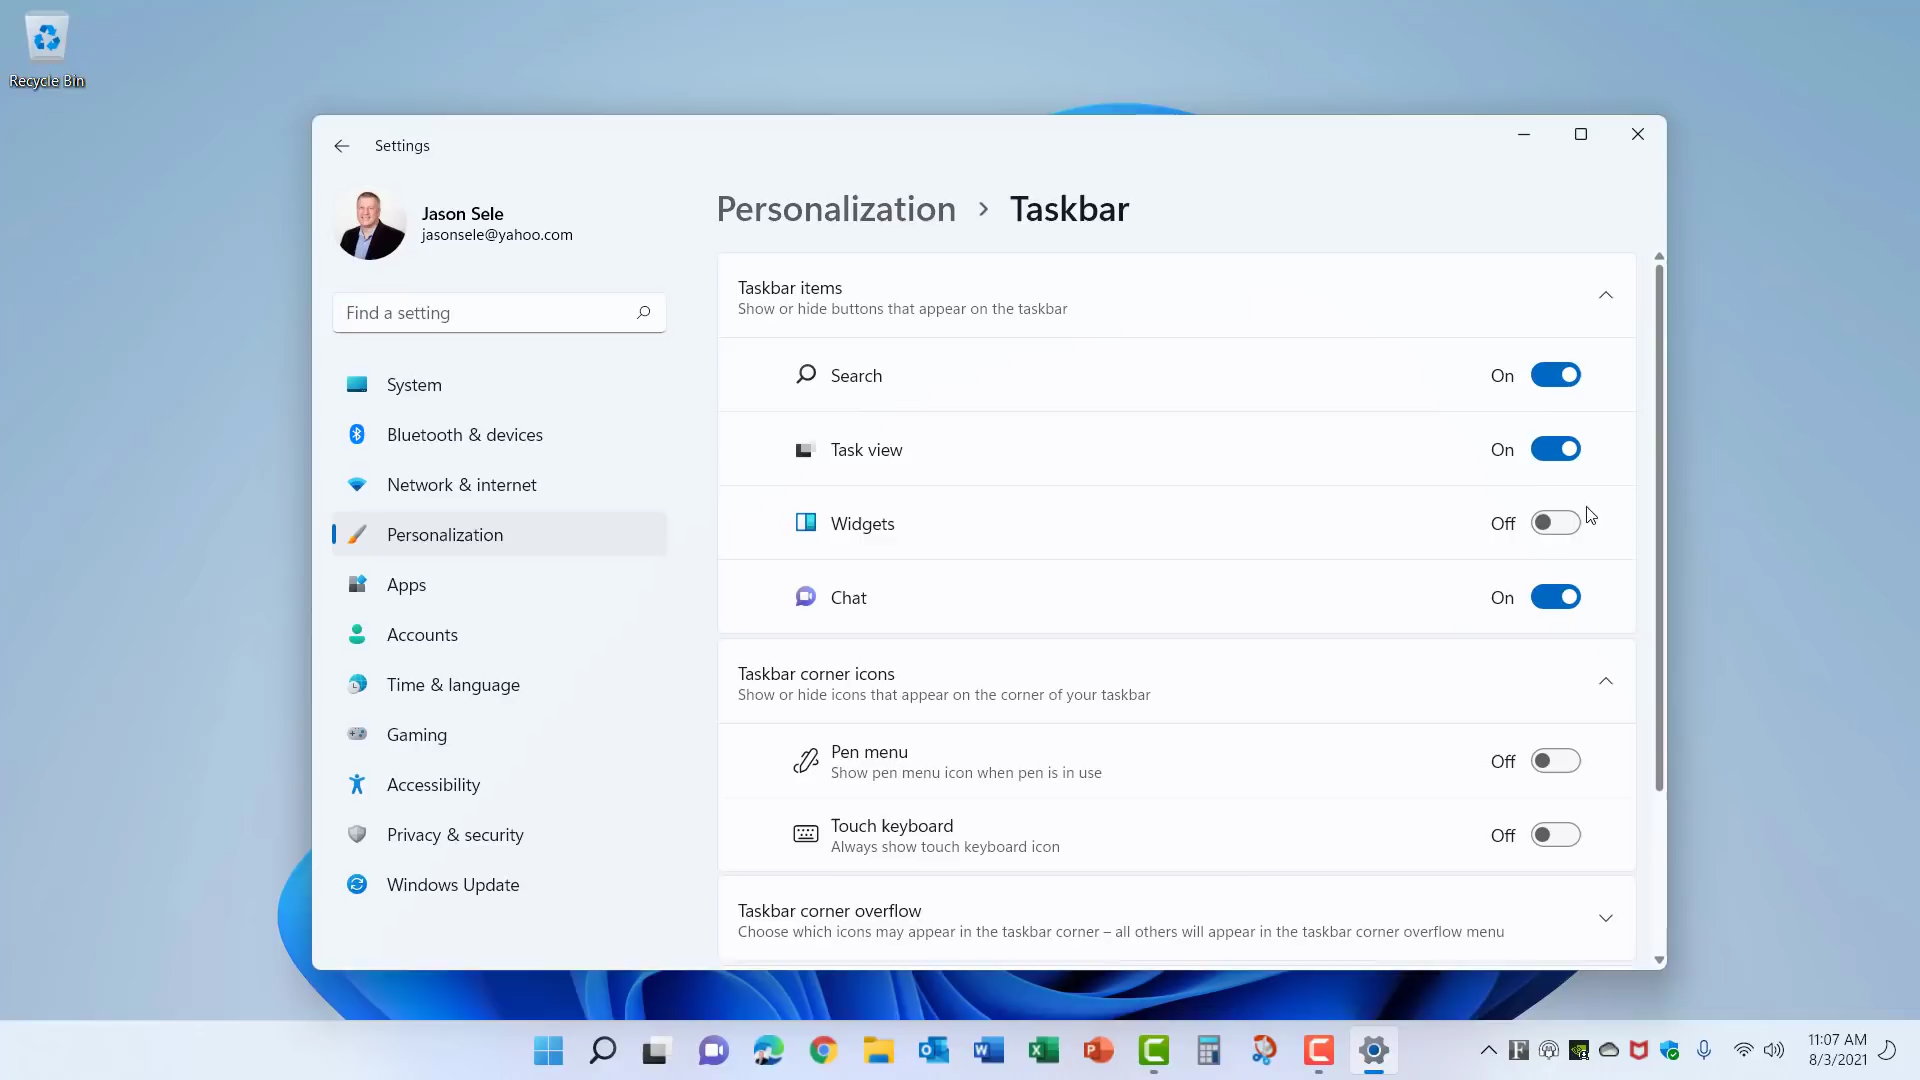 Recycle Bin
Settings
Jason Sele
jasonsele@yahoo.com
Find a setting
System
Bluetooth & devices
Network & internet
Personalization
Apps
Accounts
Time & language
Gaming
Accessibility
Privacy & security
Windows Update
Personalization > Taskbar
Taskbar items
Show or hide buttons that appear on the taskbar
Search On
Task view On
Widgets Off
Chat On
Taskbar corner icons
Show or hide icons that appear on the corner of your taskbar
Pen menu
Show pen menu icon when pen is in use
Off
Touch keyboard
Always show touch keyboard icon
Off
Taskbar corner overflow
Choose which icons may appear in the taskbar corner – all others will appear in the taskbar corner overflow menu
11:07 AM
8/3/2021